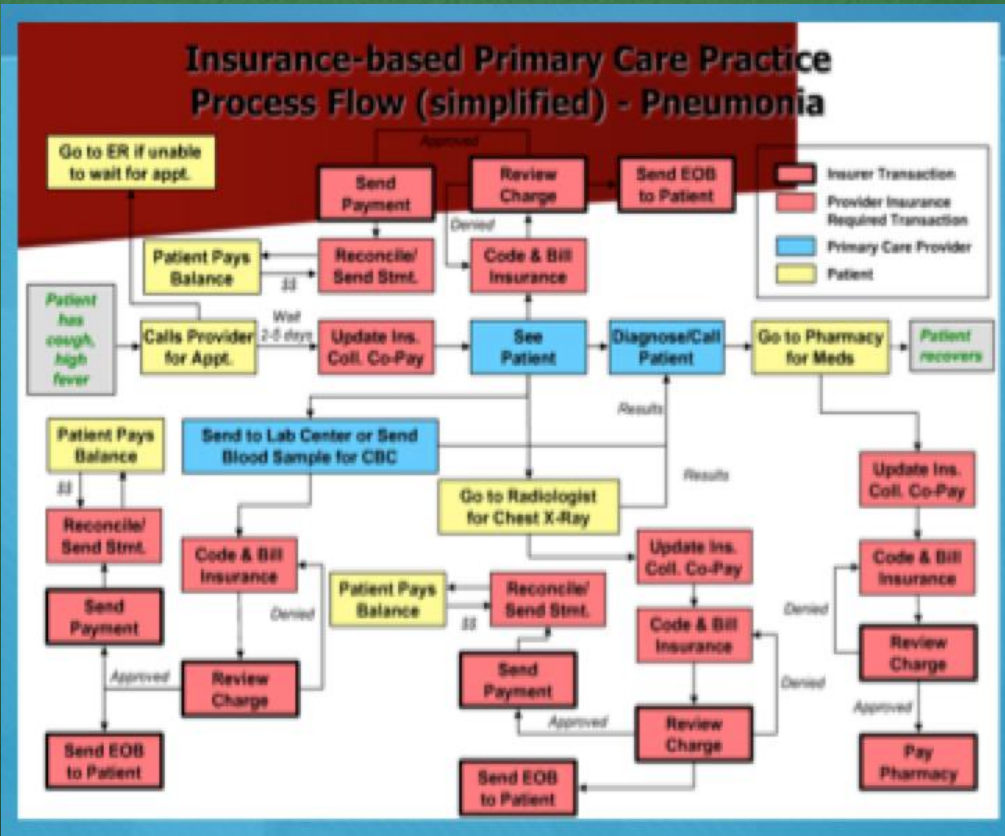 Insurance-based Primary Care Practice
Process Flow (simplified) - Pneumonia
Approved
Go to ER if unable
to wait for appt.
Send
Payment
Review
Charge
Send EOB
to Patient
Insurer Transaction
Provider Insurance
Required Transaction
Primary Care Provider
Patient
Denied
Patient Pays
Balance
$$
Reconcile/
Send Stmt.
Code & Bill
Insurance
Patient
has
cough,
high
fever
Calls Provider
for Appt.
Wait
2-5 days
Update Ins.
Coll. Co-Pay
See
Patient
Diagnose/Call
Patient
Go to Pharmacy
for Meds
Patient
recovers
Results
Patient Pays
Balance
$$
Reconcile/
Send Stmt.
Send
Payment
Approved
Send EOB
to Patient
Send to Lab Center or Send
Blood Sample for CBC
Code & Bill
Insurance
Denied
Review
Charge
Go to Radiologist
for Chest X-Ray
Results
Update Ins.
Coll. Co-Pay
Patient Pays
Balance
$$
Reconcile/
Send Stmt.
Code & Bill
Insurance
Send
Payment
Denied
Approved
Review
Charge
Send EOB
to Patient
Update Ins.
Coll. Co-Pay
Code & Bill
Insurance
Denied
Review
Charge
Approved
Pay
Pharmacy